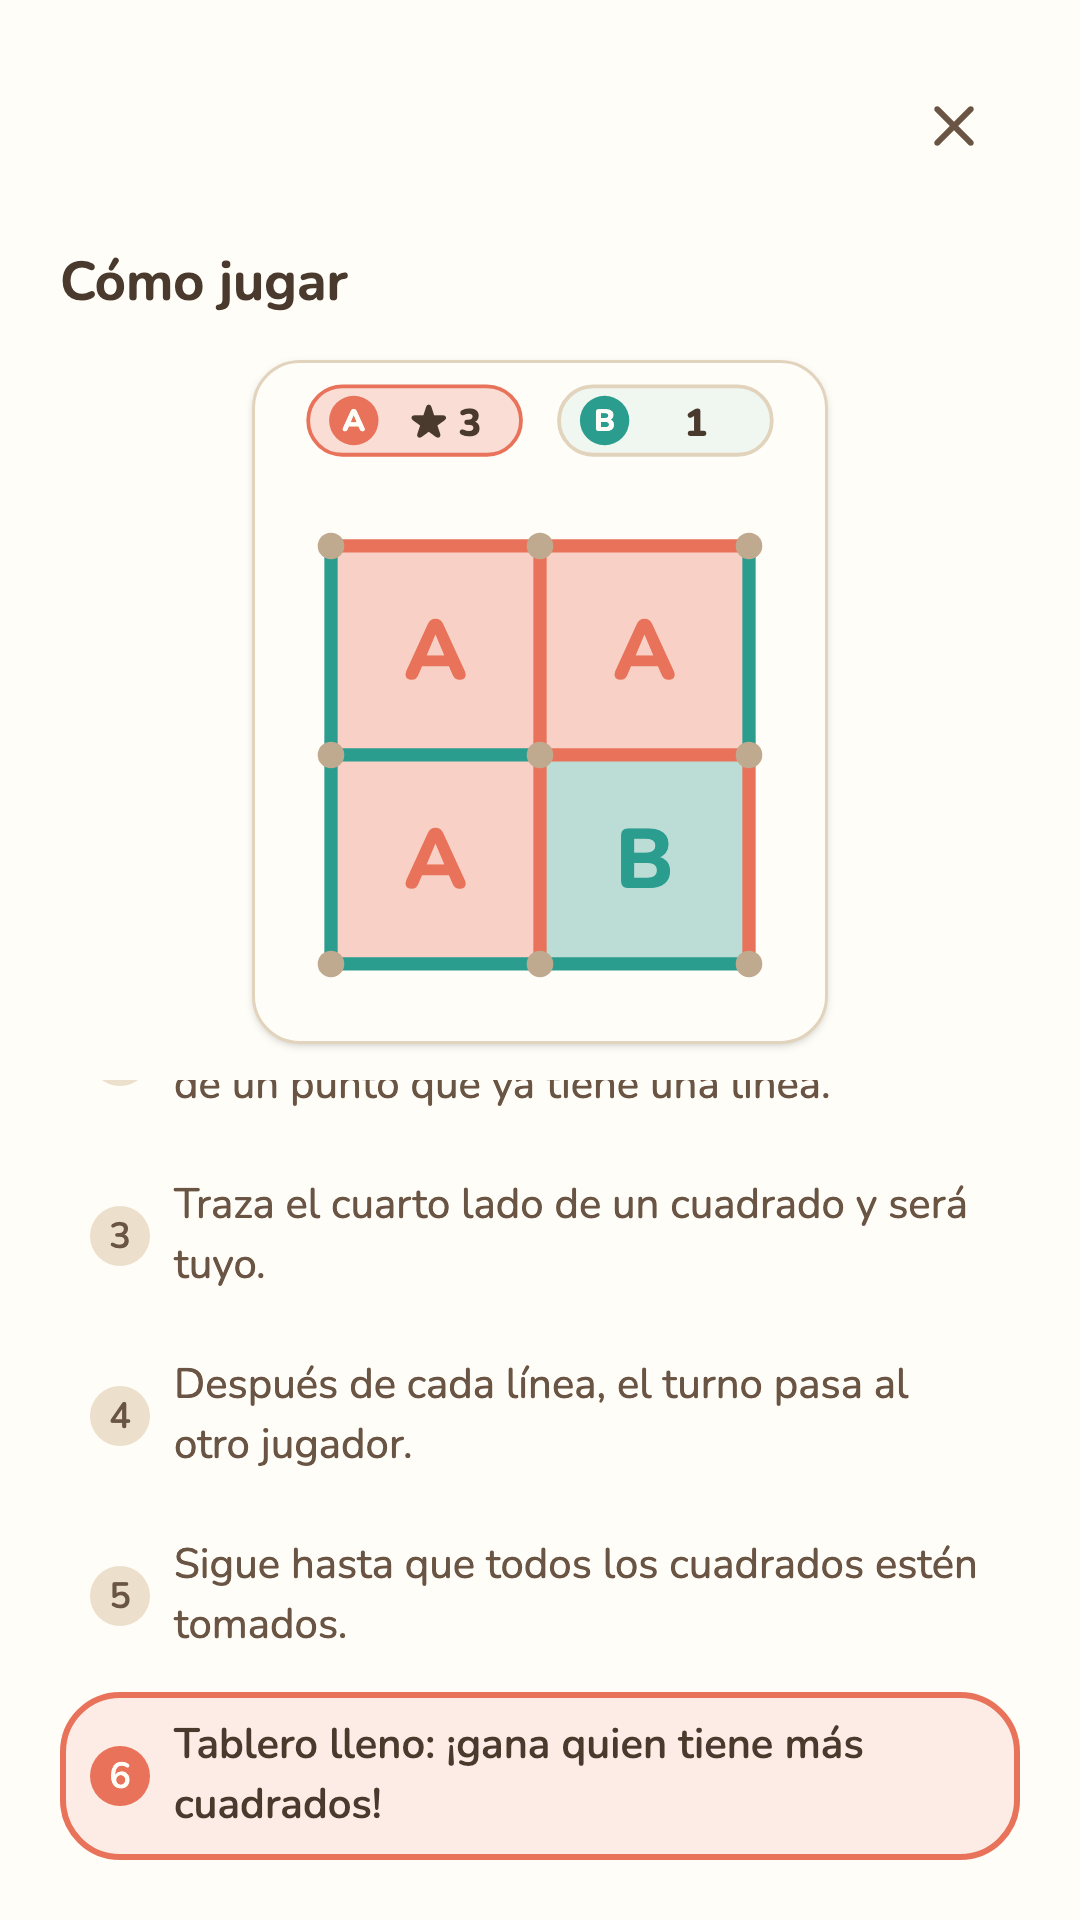 Cómo jugar
A ★ 3 B 1
A A
A B
de un punto que ya tiene una línea.
3 Traza el cuarto lado de un cuadrado y será
tuyo.
4 Después de cada línea, el turno pasa al
otro jugador.
5 Sigue hasta que todos los cuadrados estén
tomados.
6 Tablero lleno: ¡gana quien tiene más
cuadrados!